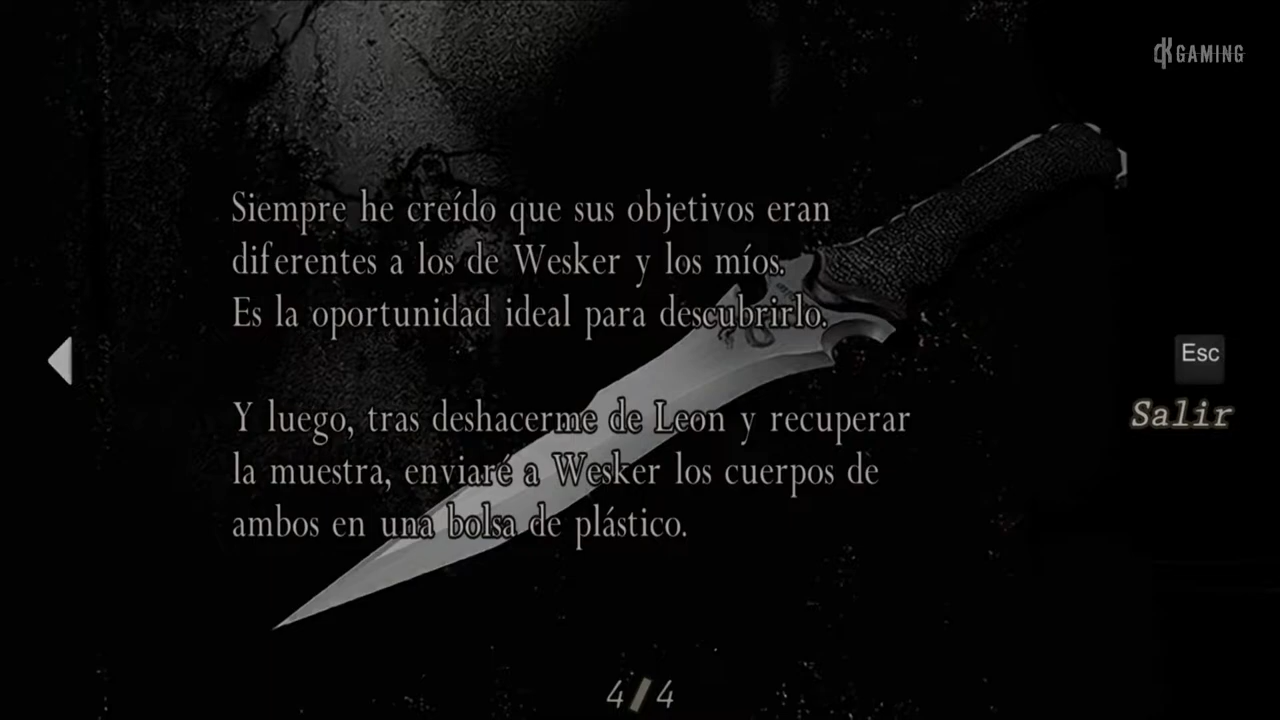 GAMING
Siempre he creído que sus objetivos eran
diferentes a los de Wesker y los míos.
Es la oportunidad ideal para descubrirlo.
Y luego, tras deshacerme de Leon y recuperar
la muestra, enviaré a Wesker los cuerpos de
ambos en una bolsa de plástico.
Esc
Salir
4/4